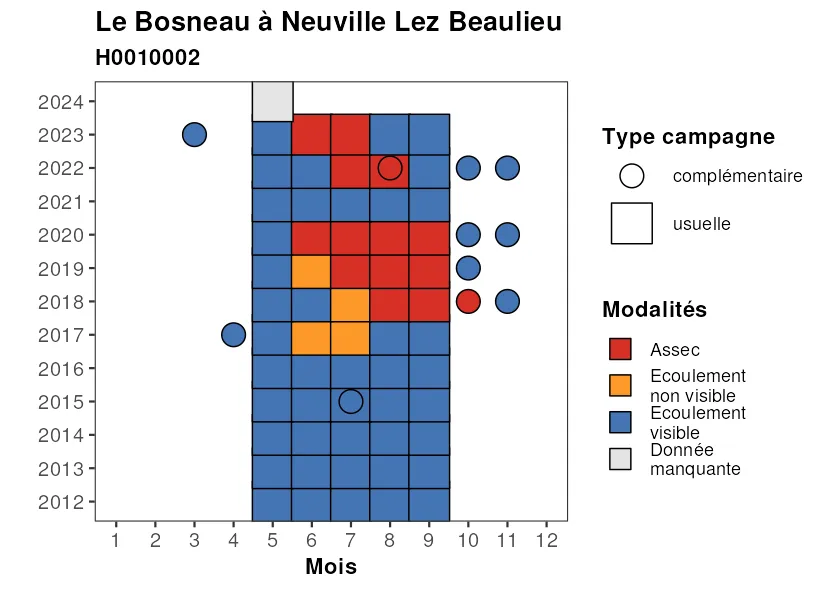 Le Bosneau à Neuville Lez Beaulieu
H0010002
2024
2023
2022
2021
2020
2019
2018
2017
2016
2015
2014
2013
2012
1 2 3 4 5 6 7 8 9 10 11 12
Mois
Type campagne
complémentaire
usuelle
Modalités
Assec
Ecoulement
non visible
Ecoulement
visible
Donnée
manquante